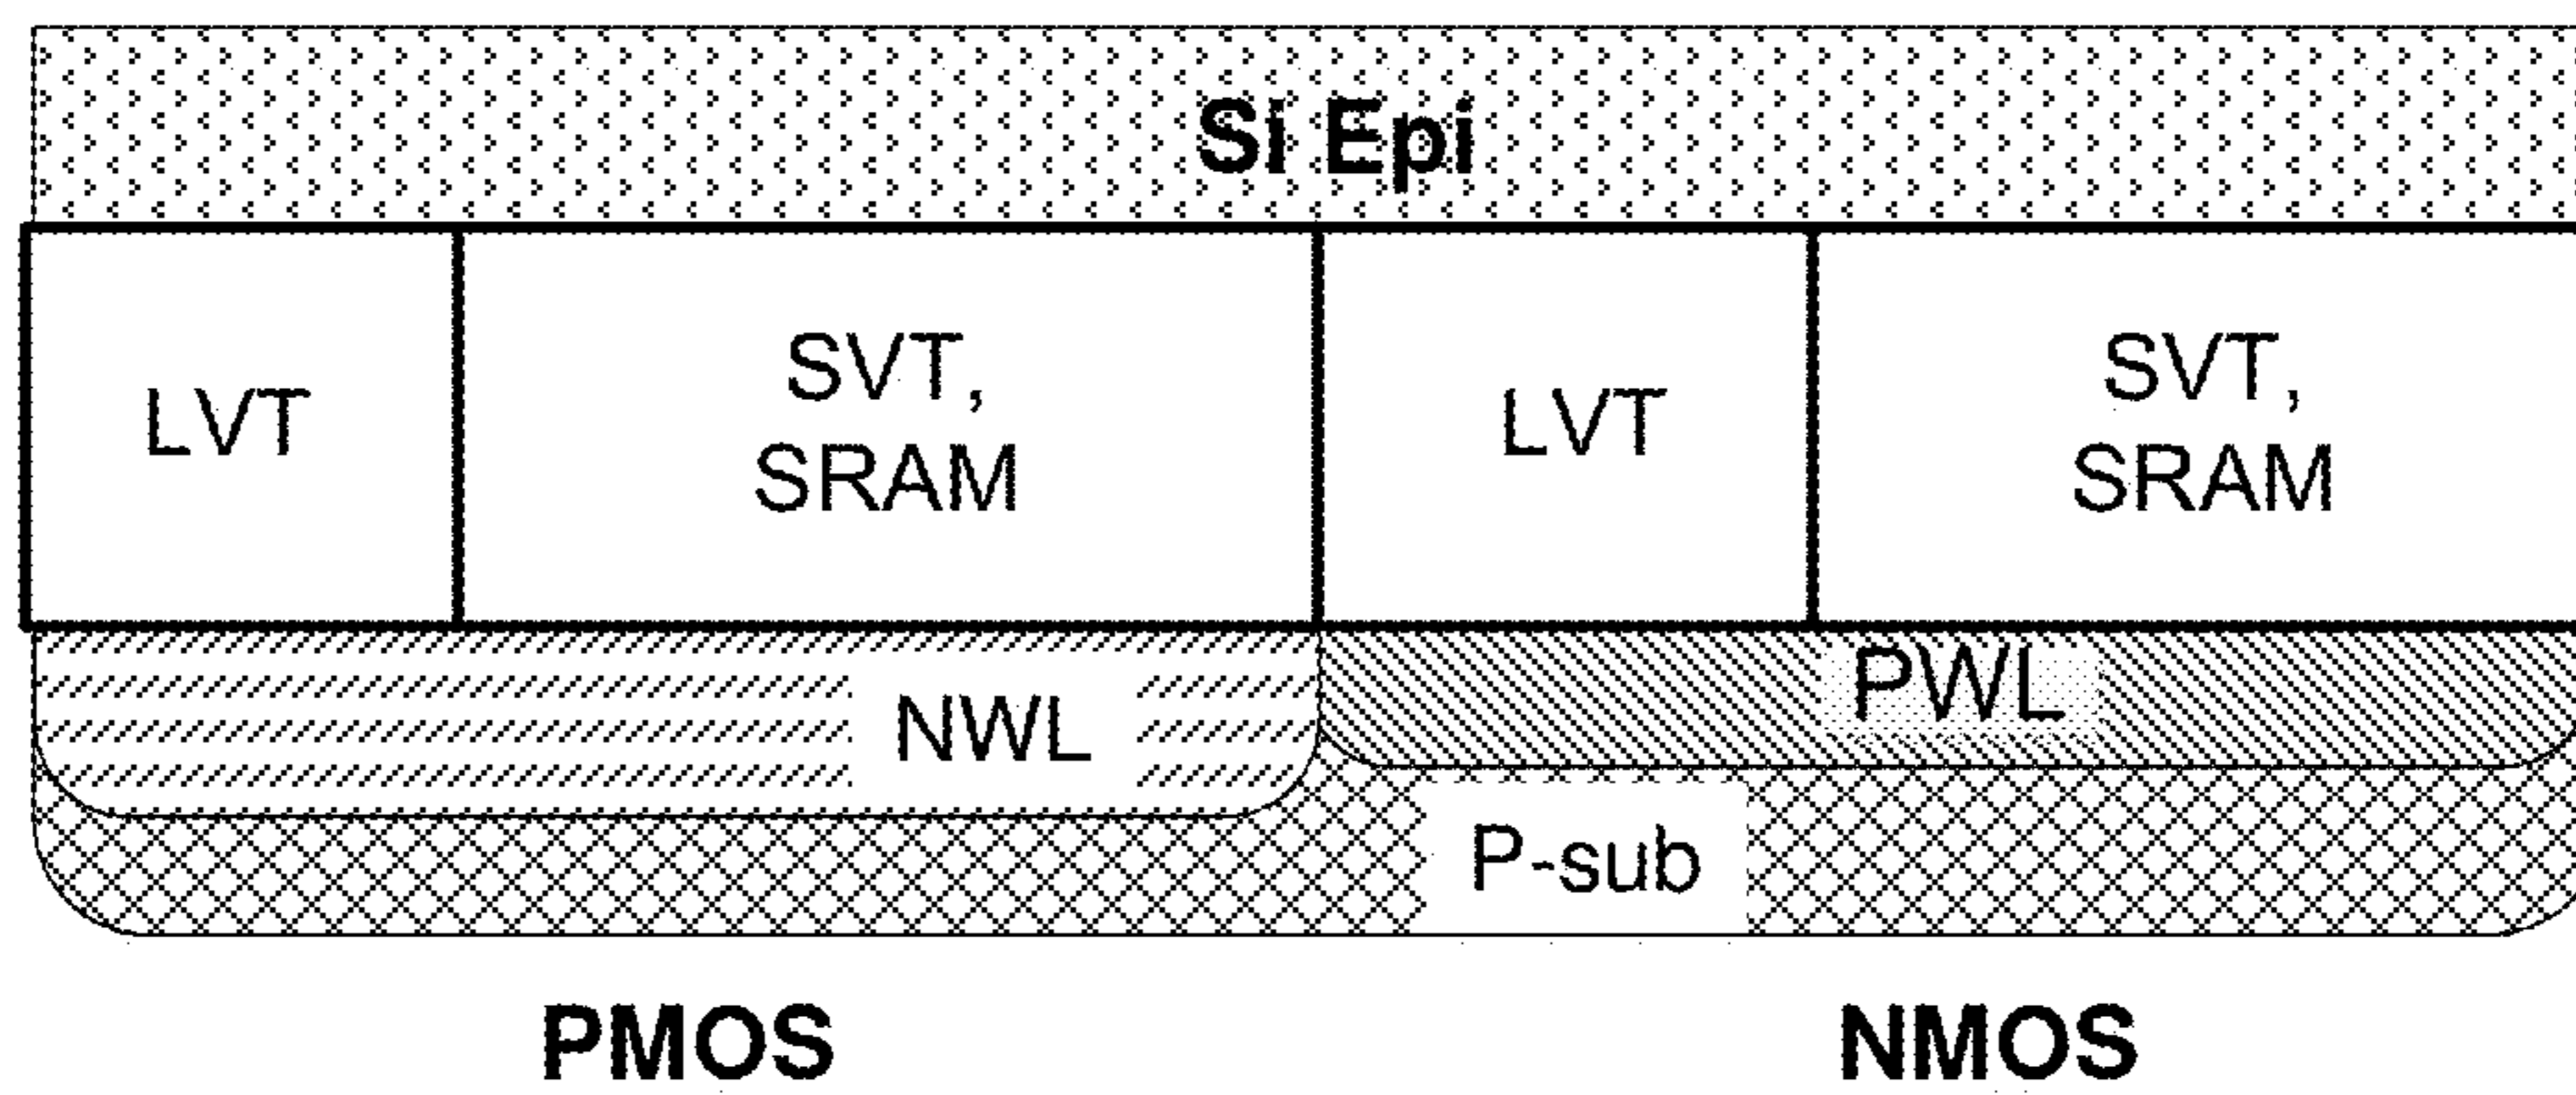 Si Epi
LVT
SVT,
SRAM
LVT
SVT,
SRAM
NWL
PWL
P-sub
PMOS
NMOS